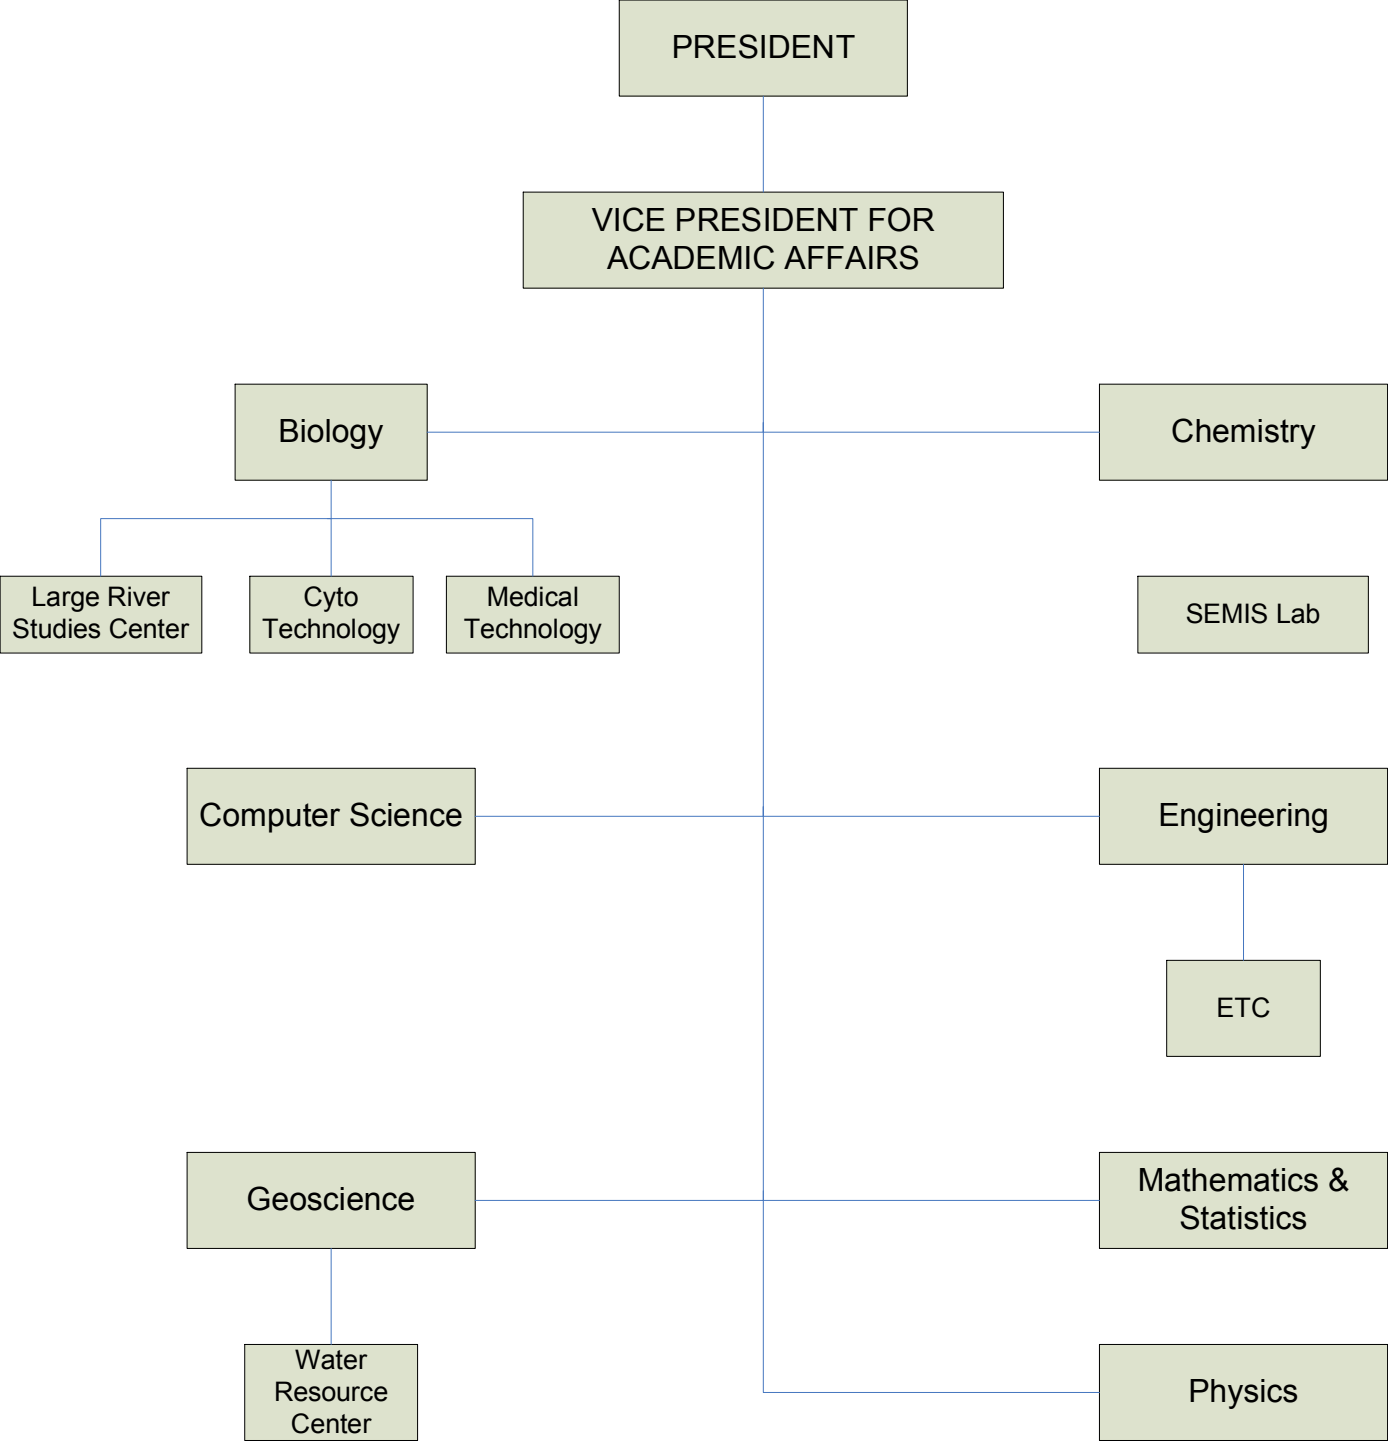 PRESIDENT
VICE PRESIDENT FOR
ACADEMIC AFFAIRS
Biology
Chemistry
Large River
Studies Center
Cyto
Technology
Medical
Technology
SEMIS Lab
Computer Science
Engineering
ETC
Geoscience
Mathematics &
Statistics
Water
Resource
Center
Physics